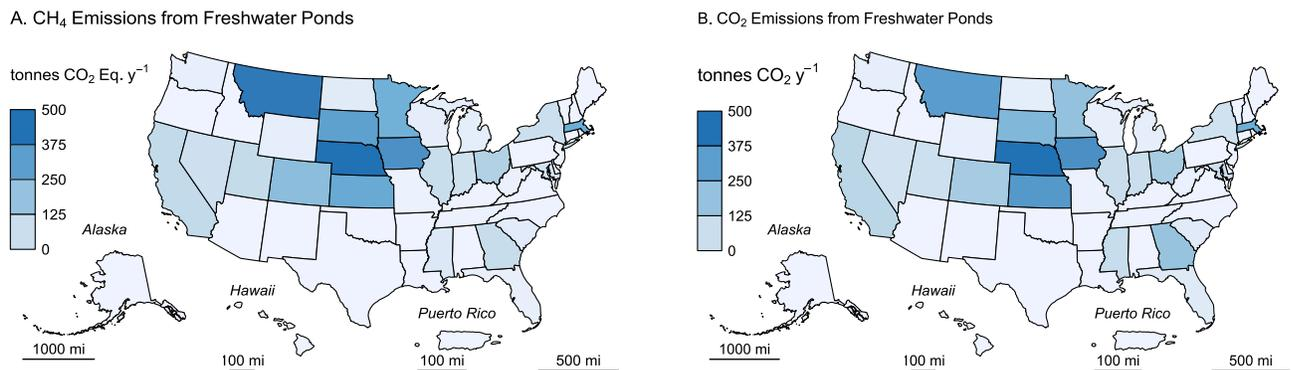 A. CH₄ Emissions from Freshwater Ponds
tonnes CO₂ Eq. y⁻¹
500
375
250
125
0
Alaska
Hawaii
Puerto Rico
1000 mi
100 mi
100 mi
500 mi
B. CO₂ Emissions from Freshwater Ponds
tonnes CO₂ y⁻¹
500
375
250
125
0
Alaska
Hawaii
Puerto Rico
1000 mi
100 mi
100 mi
500 mi